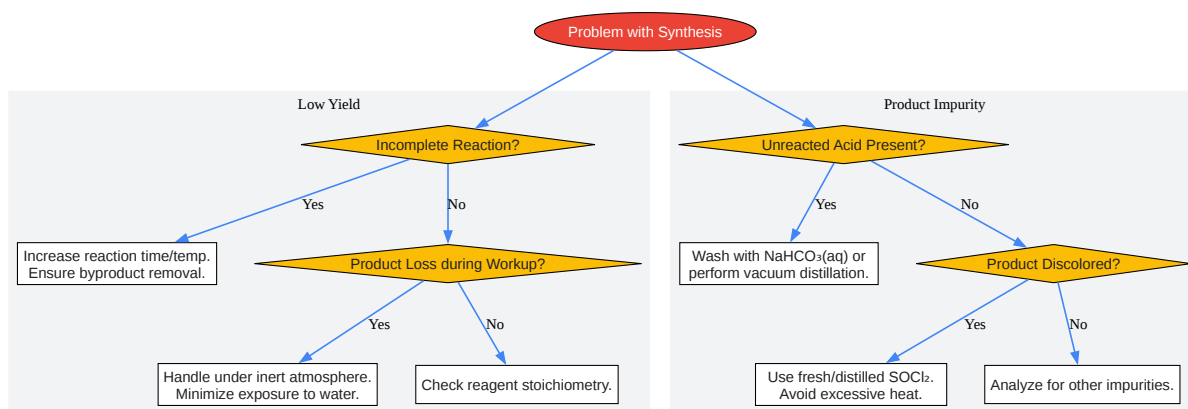 Problem with Synthesis
Low Yield
Product Impurity
Incomplete Reaction?
Unreacted Acid Present?
Yes
No
Yes
No
Increase reaction time/temp.
Ensure byproduct removal.
Product Loss during Workup?
Wash with NaHCO₃(aq) or
perform vacuum distillation.
Product Discolored?
Yes
No
Yes
No
Handle under inert atmosphere.
Minimize exposure to water.
Check reagent stoichiometry.
Use fresh/distilled SOCl₂.
Avoid excessive heat.
Analyze for other impurities.